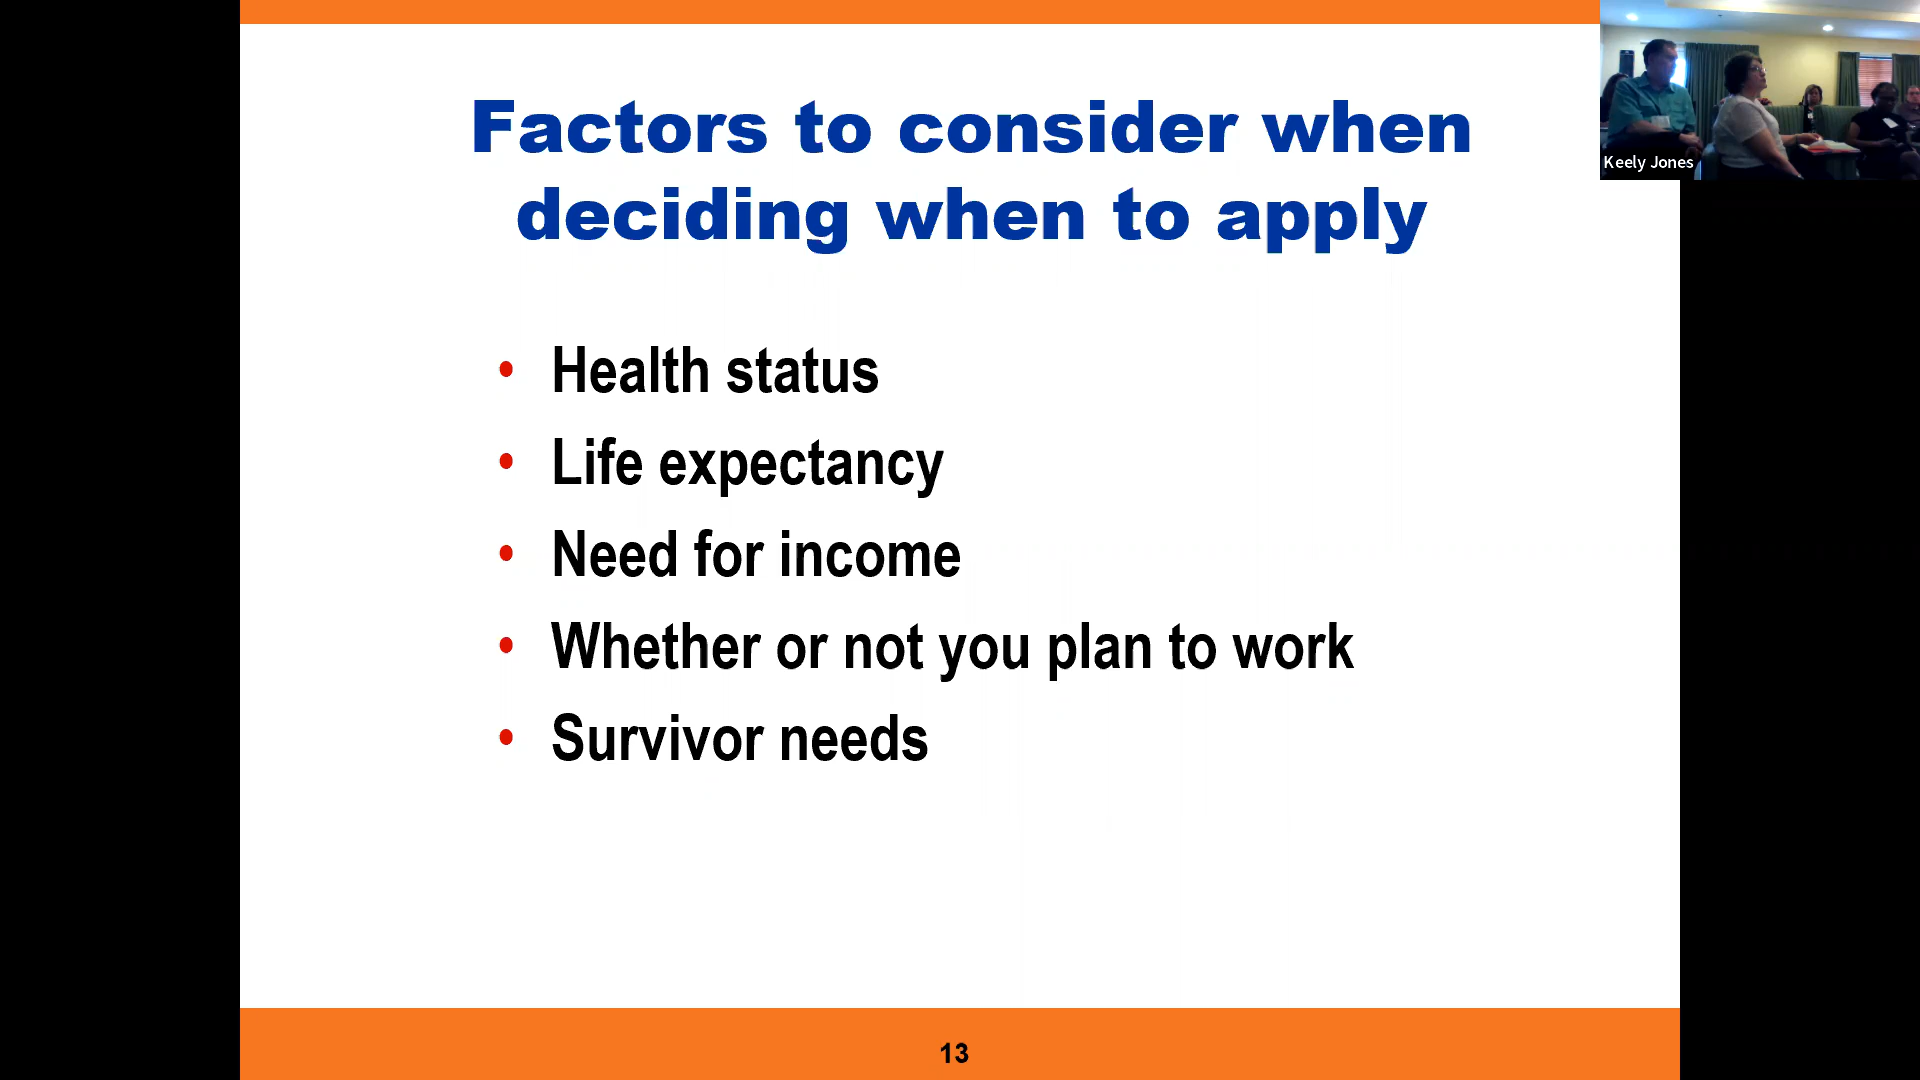 Factors to consider when
deciding when to apply
• Health status
• Life expectancy
• Need for income
• Whether or not you plan to work
• Survivor needs
13
Keely Jones